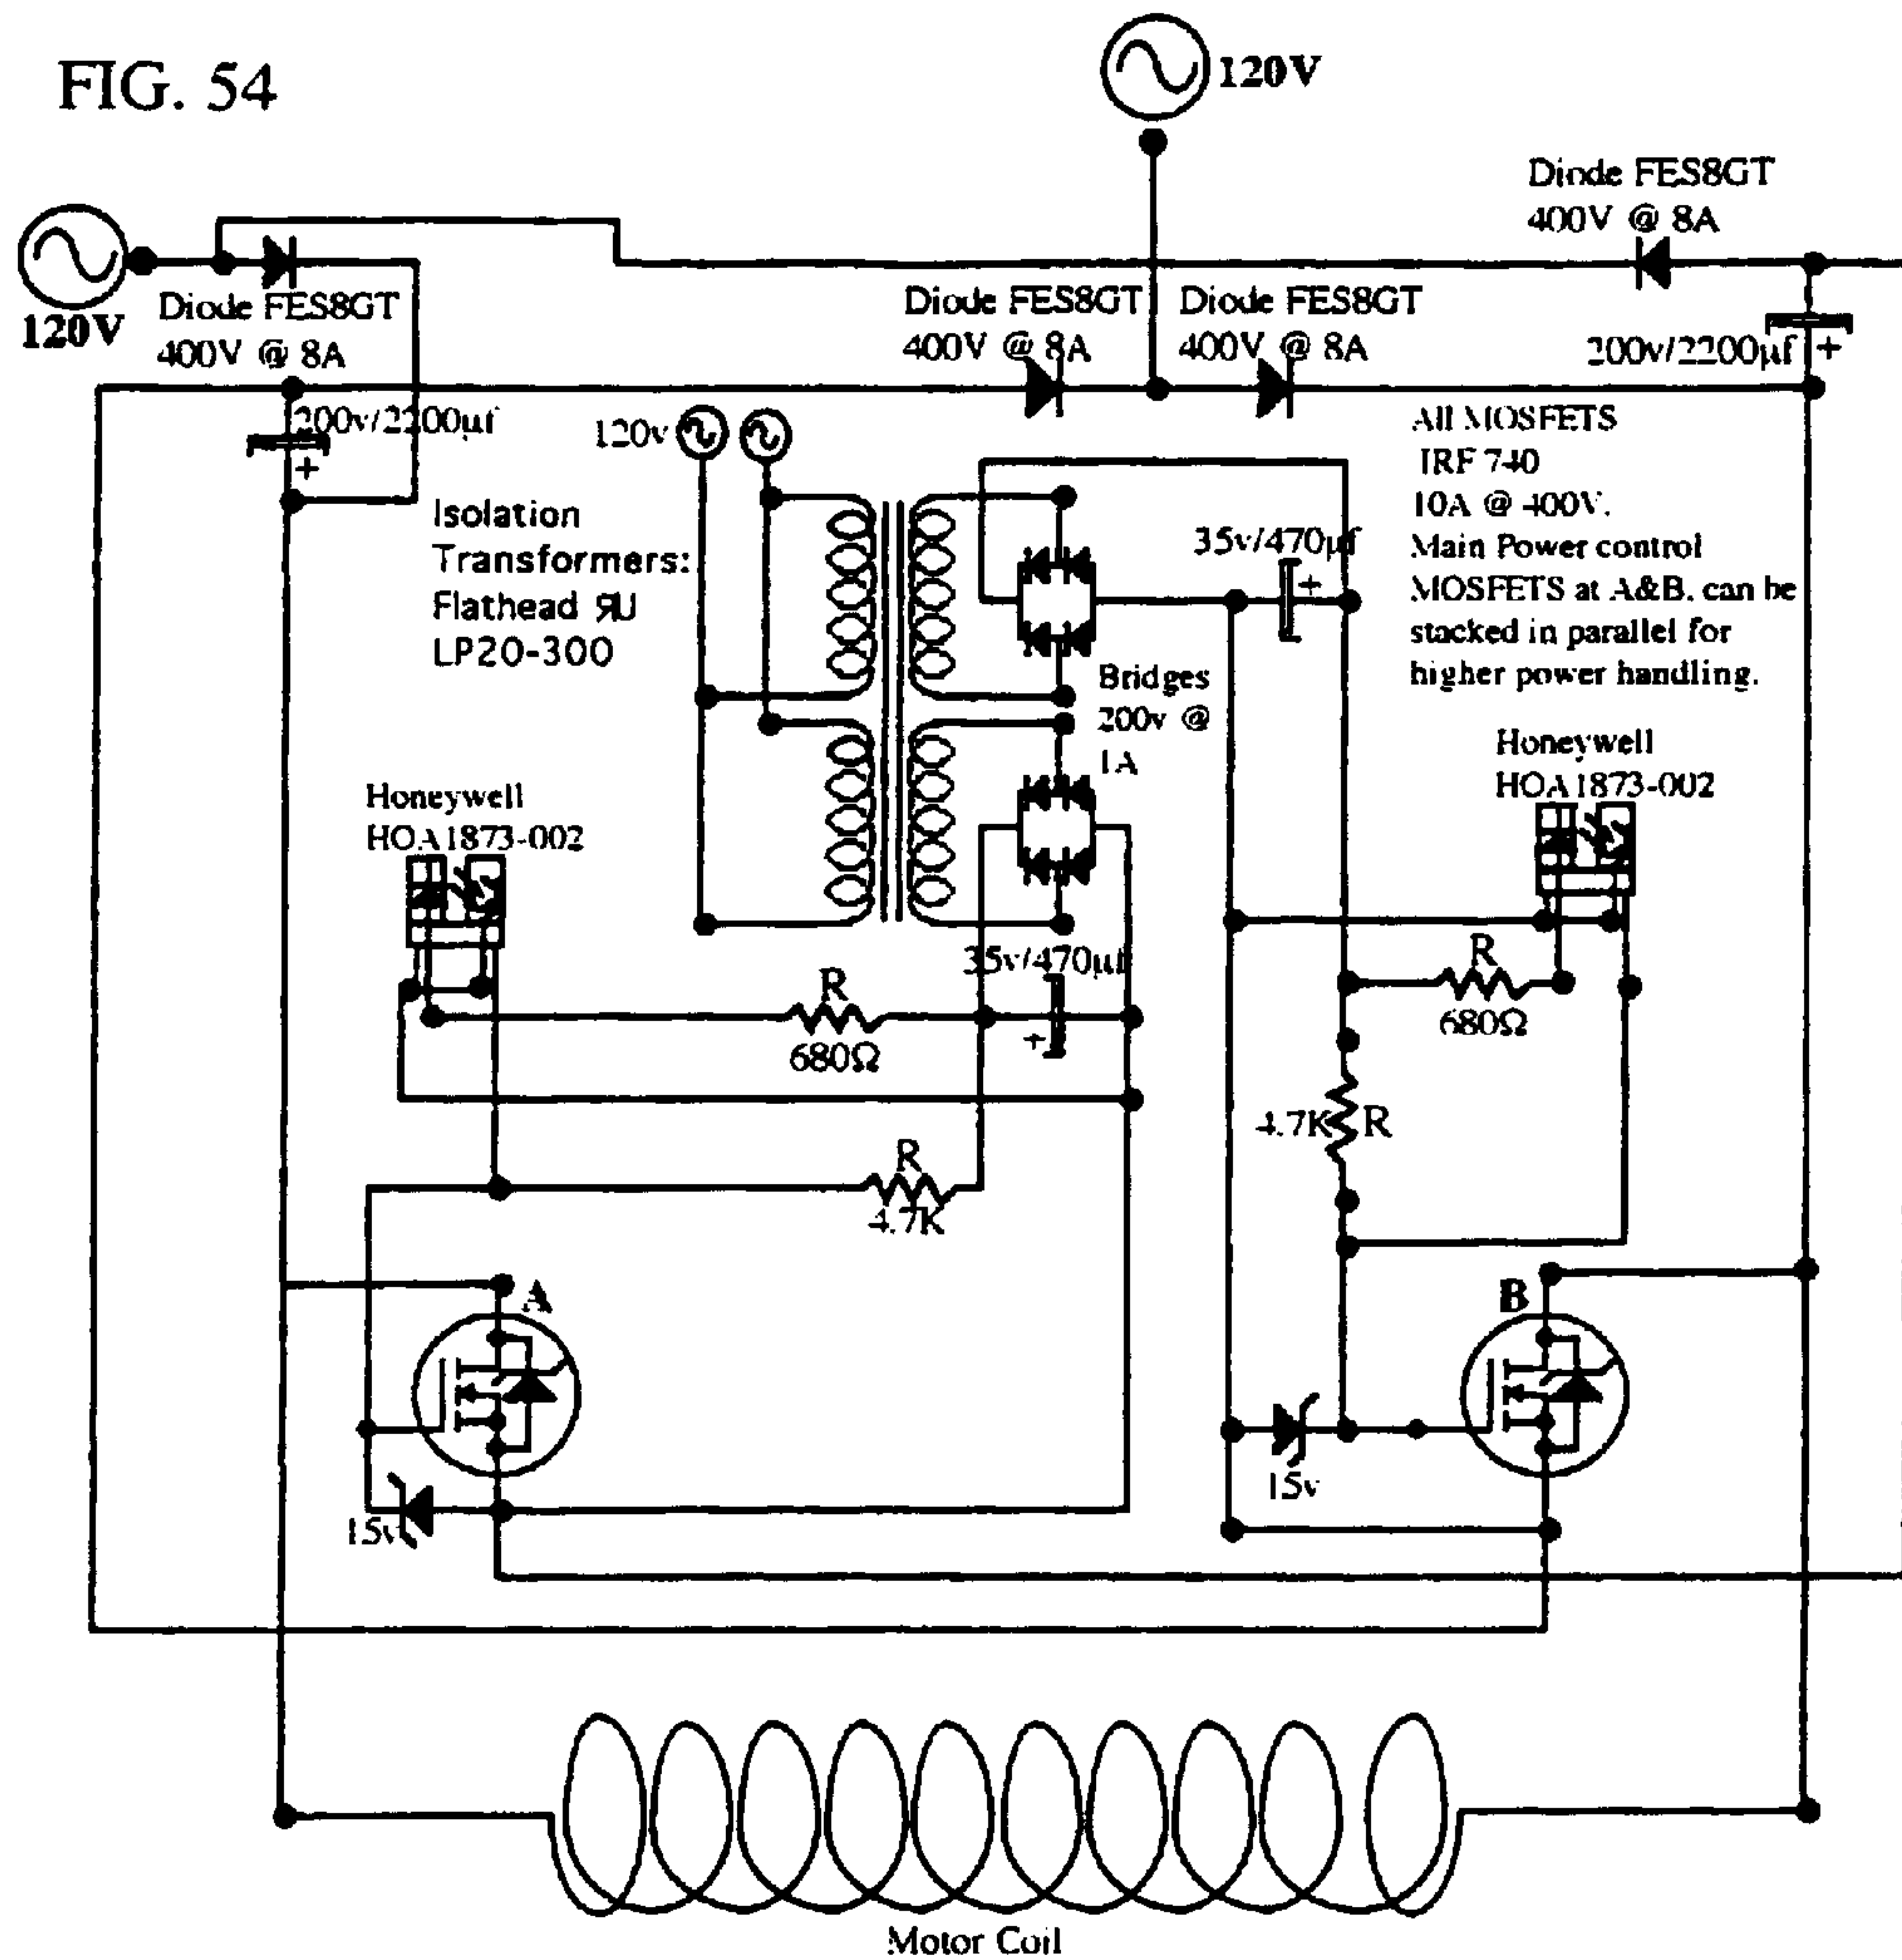 FIG. 54
120V
120V
Diode FES8GT
400V @ 8A
Diode FES8GT
400V @ 8A
Diode FES8GT
400V @ 8A
Diode FES8GT
400V @ 8A
200v/2200µf
+
200v/2200µf
+
120v
All MOSFETS
IRF 740
10A @ 400V.
Main Power control
MOSFETS at A&B, can be
stacked in parallel for
higher power handling.
Isolation
Transformers:
Flathead ЯU
LP20-300
35v/470µf
+
Bridges
200v @
1A
Honeywell
HOA1873-002
Honeywell
HOA1873-002
35v/470µf
+
R
680Ω
R
680Ω
4.7K R
R
4.7K
A
B
15v
15v
Motor Coil